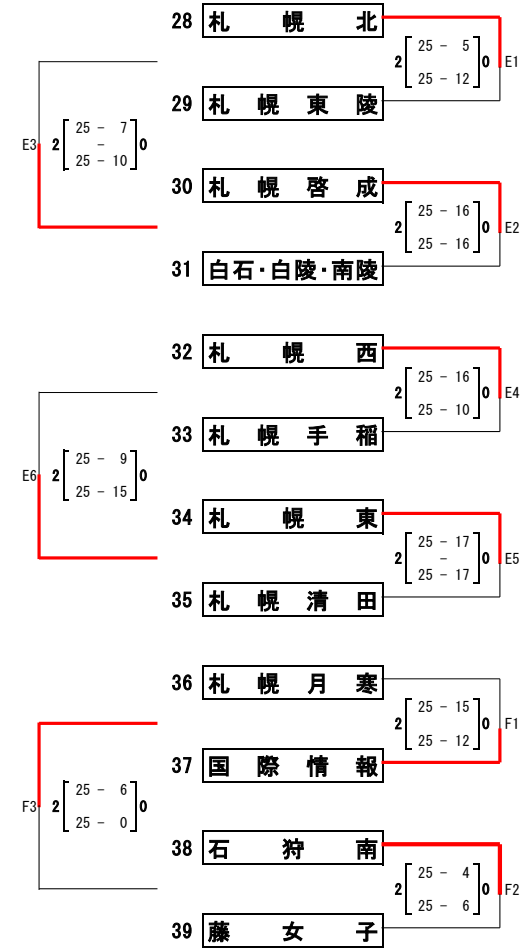 28 札幌北
2 25 - 5 0 E1
25 - 12
29 札幌東陵
E3 2 25 - 7 0
-
25 - 10
30 札幌啓成
2 25 - 16 0 E2
25 - 16
31 白石・白陵・南陵
32 札幌西
2 25 - 16 0 E4
25 - 10
33 札幌手稲
E6 2 25 - 9 0
25 - 15
34 札幌東
2 25 - 17 0 E5
-
25 - 17
35 札幌清田
36 札幌月寒
2 25 - 15 0 F1
25 - 12
37 国際情報
F3 2 25 - 6 0
25 - 0
38 石狩南
2 25 - 4 0 F2
25 - 6
39 藤女子